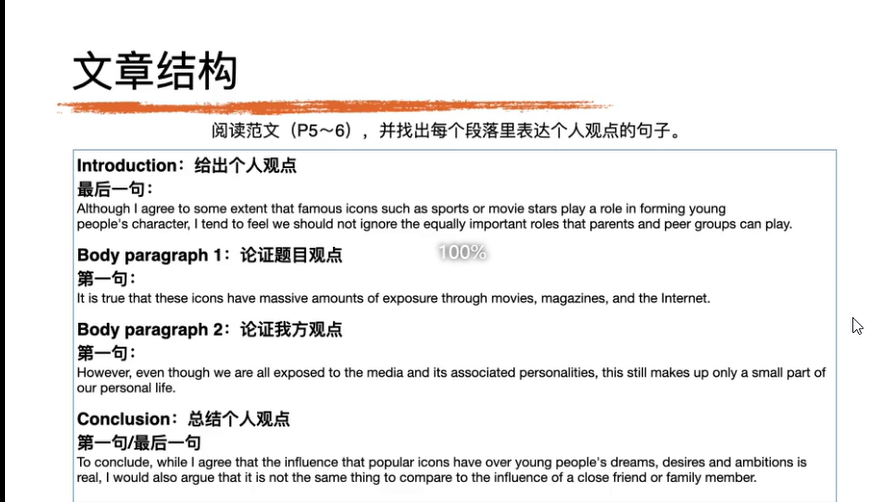 文章结构
阅读范文（P5～6），并找出每个段落里表达个人观点的句子。
Introduction：给出个人观点
最后一句：
Although I agree to some extent that famous icons such as sports or movie stars play a role in forming young
people's character, I tend to feel we should not ignore the equally important roles that parents and peer groups can play.
Body paragraph 1：论证题目观点
100%
第一句：
It is true that these icons have massive amounts of exposure through movies, magazines, and the Internet.
Body paragraph 2：论证我方观点
第一句：
However, even though we are all exposed to the media and its associated personalities, this still makes up only a small part of
our personal life.
Conclusion：总结个人观点
第一句/最后一句
To conclude, while I agree that the influence that popular icons have over young people's dreams, desires and ambitions is
real, I would also argue that it is not the same thing to compare to the influence of a close friend or family member.